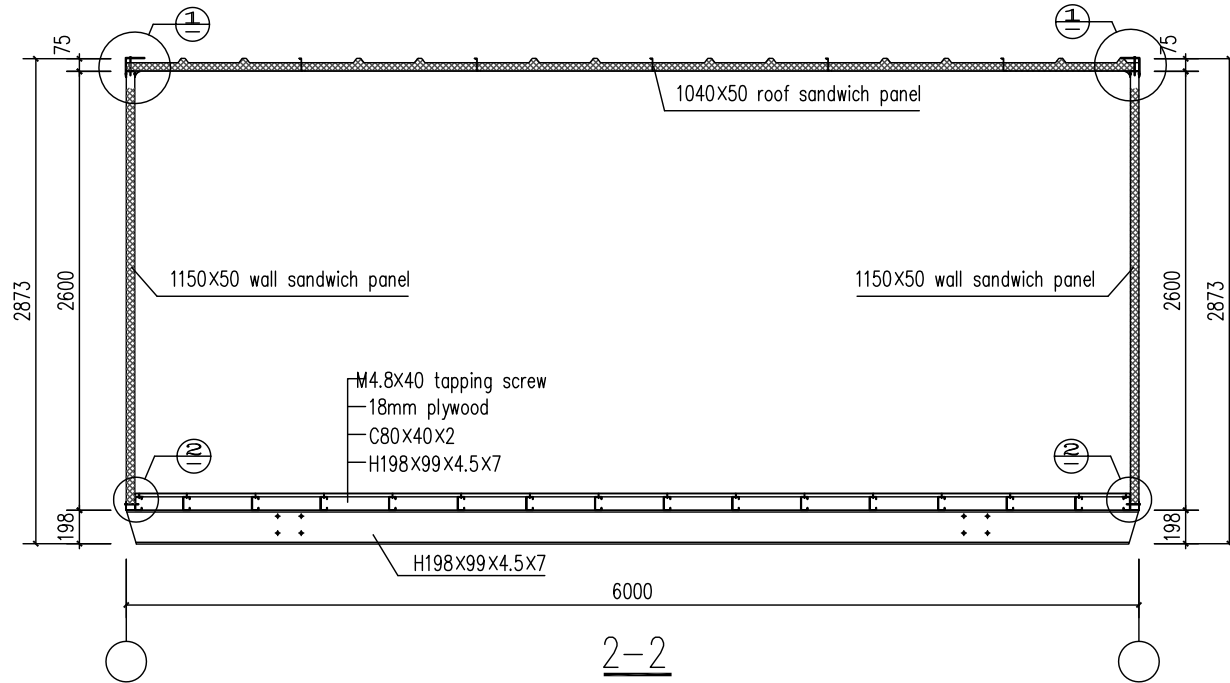 1
1
75
75
1040X50 roof sandwich panel
2873
2600
1150X50 wall sandwich panel
1150X50 wall sandwich panel
2600
2873
M4.8X40 tapping screw
18mm plywood
C80X40X2
H198X99X4.5X7
2
2
198
198
H198X99X4.5X7
6000
2-2